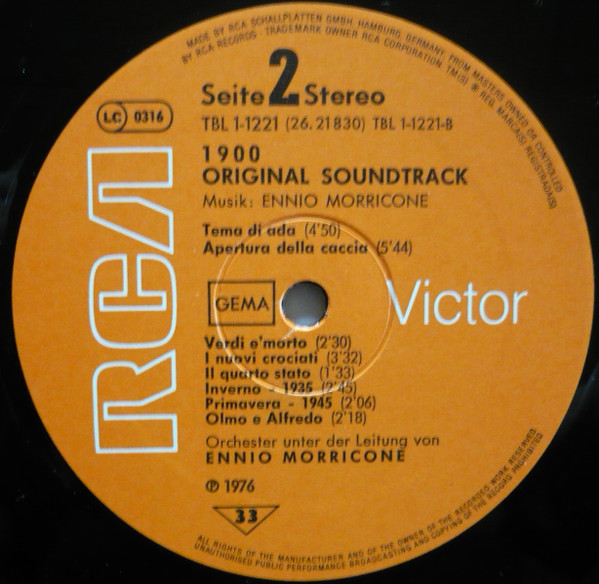 MADE BY RCA SCHALLPLATTEN GMBH, HAMBURG, GERMANY, FROM MASTERS OWNED OR CONTROLLED
BY RCA RECORDS · TRADEMARK OWNER RCA CORPORATION. TM(S) ® REG. MARCA(S) REGISTRADA(S)
Seite 2 Stereo
LC 0316
TBL 1-1221 (26.21830) TBL 1-1221-B
1900
ORIGINAL SOUNDTRACK
Musik: ENNIO MORRICONE
Tema di ada (4'50)
Apertura della caccia (5'44)
RCA
GEMA
Victor
Verdi e'morto (2'30)
I nuovi crociati (3'32)
Il quarto stato (1'33)
Inverno - 1935 (2'45)
Primavera - 1945 (2'06)
Olmo e Alfredo (2'18)
Orchester unter der Leitung von
ENNIO MORRICONE
℗ 1976
33
ALL RIGHTS OF THE MANUFACTURER AND OF THE OWNER OF THE RECORDED WORK RESERVED.
UNAUTHORISED PUBLIC PERFORMANCE BROADCASTING AND COPYING OF THE RECORD PROHIBITED